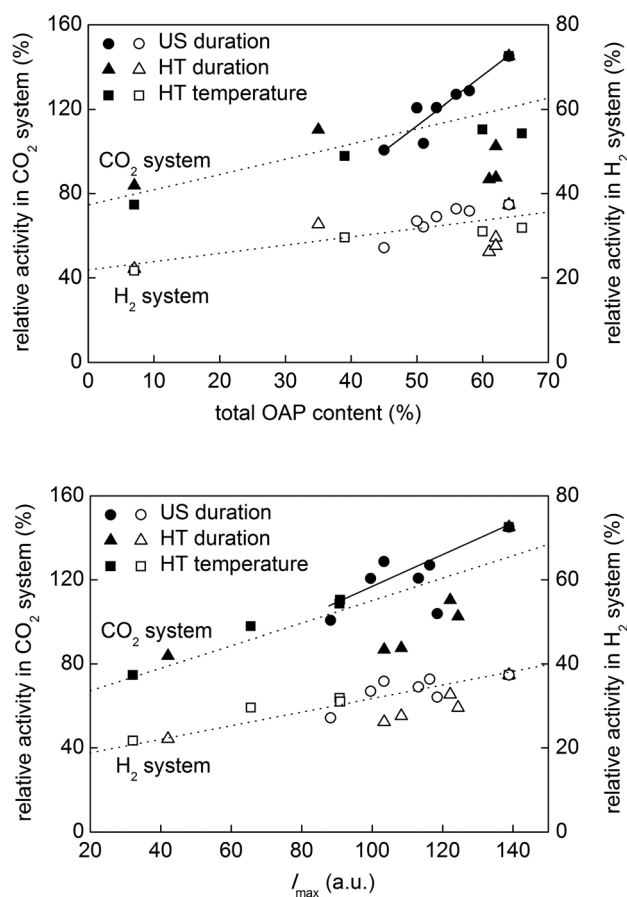 relative activity in CO₂ system (%)
160
120
80
40
0
US duration
HT duration
HT temperature
CO₂ system
H₂ system
80
60
40
20
0
relative activity in H₂ system (%)
0 10 20 30 40 50 60 70
total OAP content (%)
relative activity in CO₂ system (%)
160
120
80
40
0
US duration
HT duration
HT temperature
CO₂ system
H₂ system
80
60
40
20
0
relative activity in H₂ system (%)
20 40 60 80 100 120 140
I_max (a.u.)